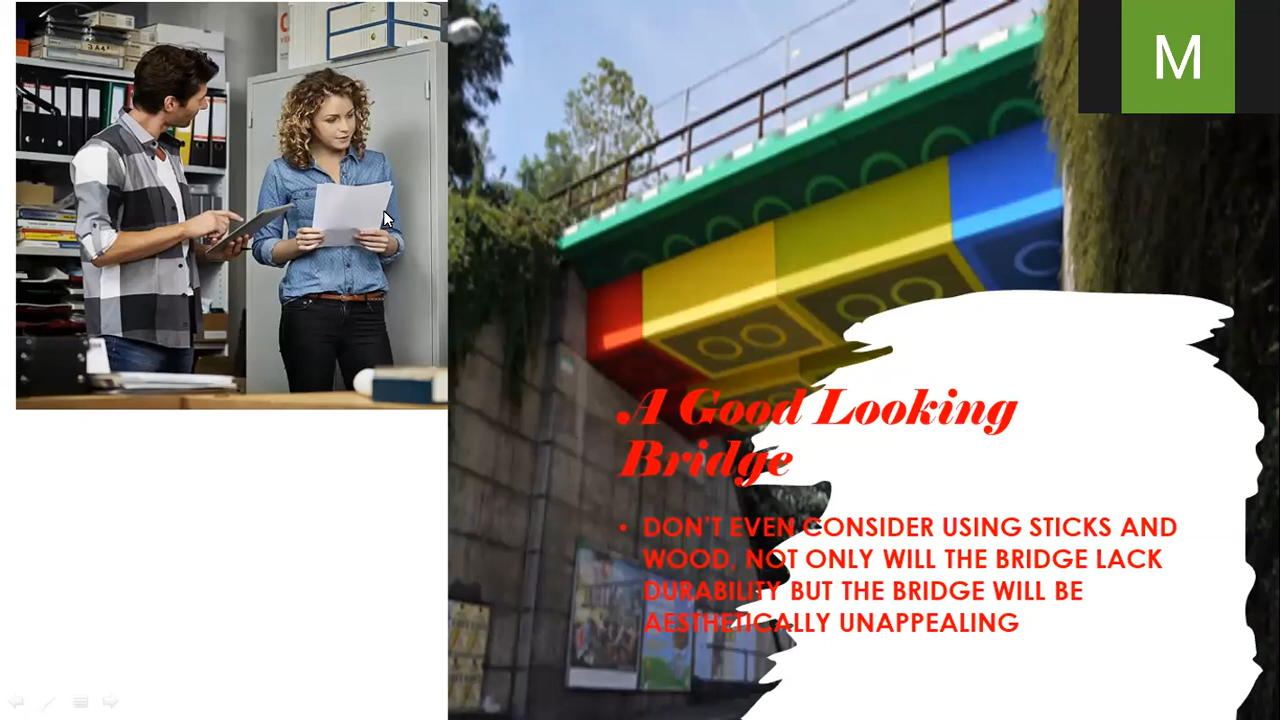 M
A Good Looking
Bridge
• DON'T EVEN CONSIDER USING STICKS AND
WOOD, NOT ONLY WILL THE BRIDGE LACK
DURABILITY BUT THE BRIDGE WILL BE
AESTHETICALLY UNAPPEALING